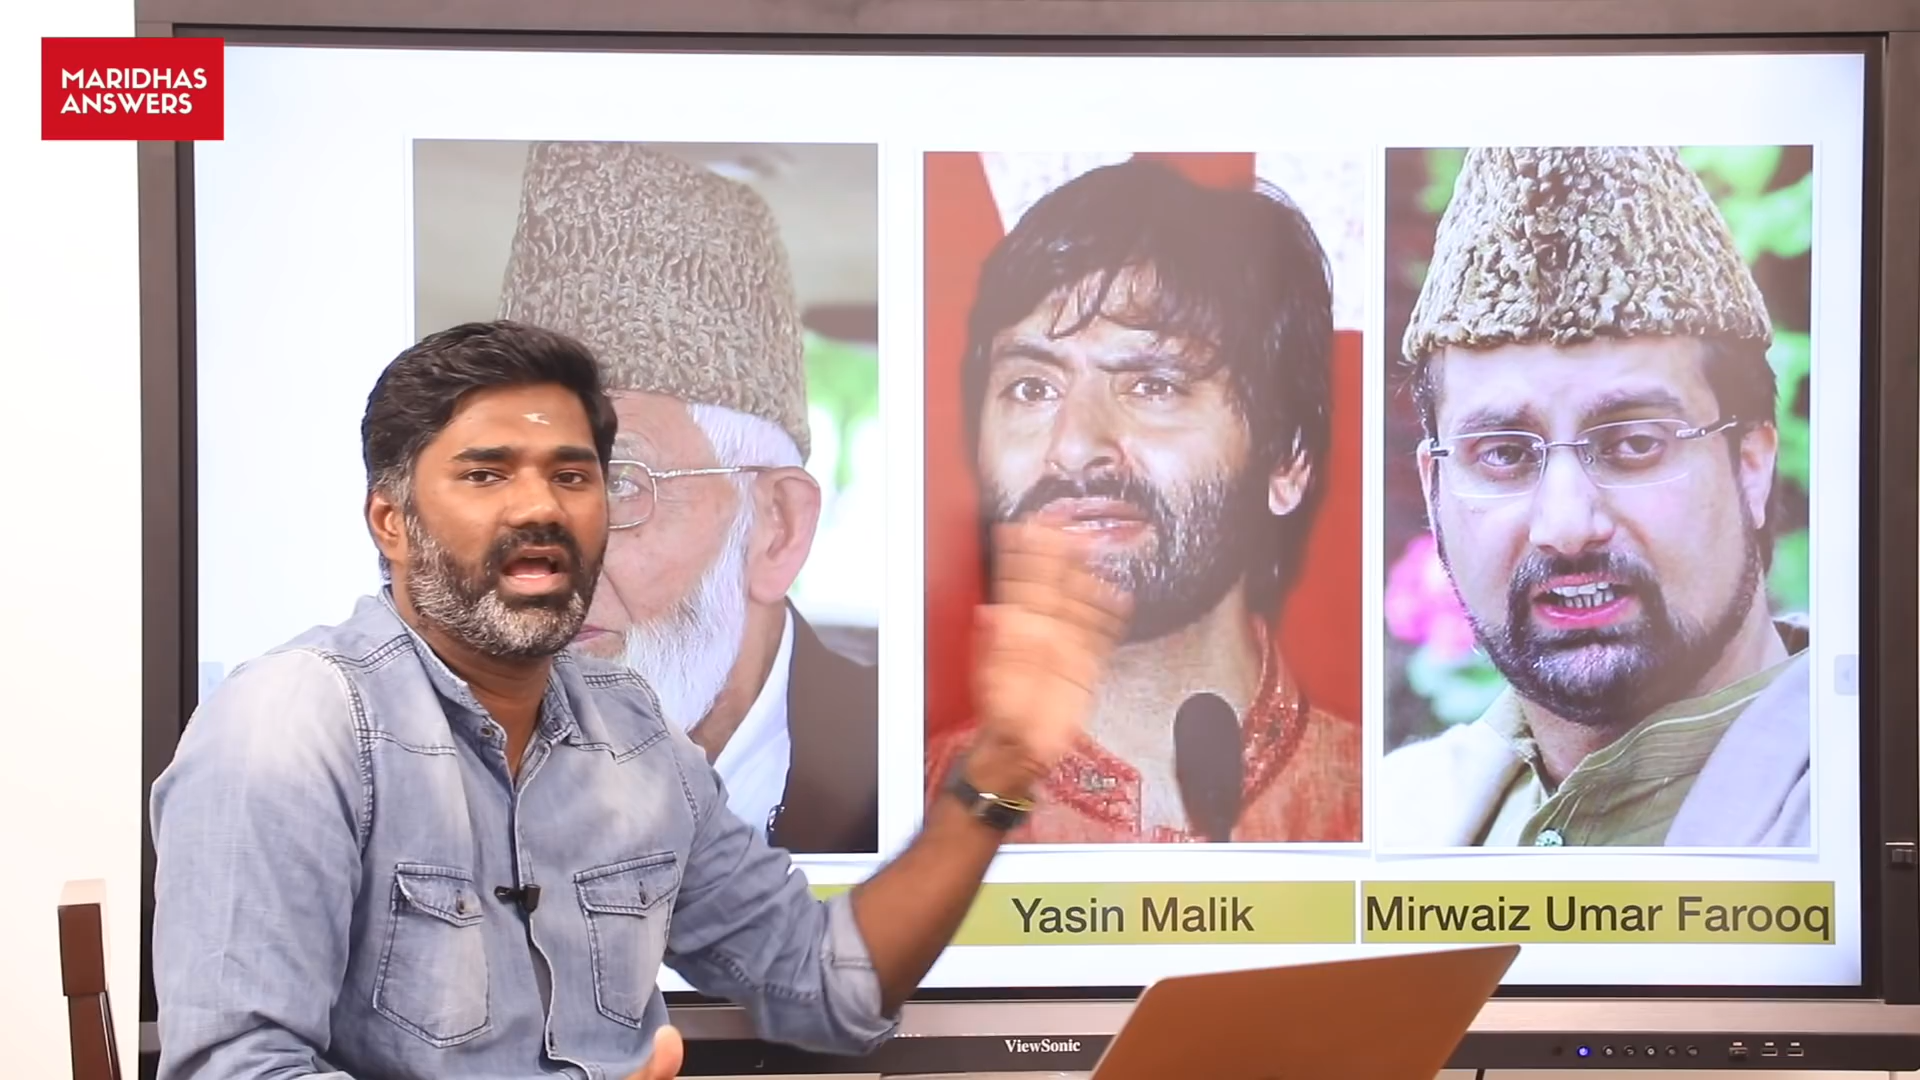 MARIDHAS
ANSWERS
Yasin Malik
Mirwaiz Umar Farooq
ViewSonic